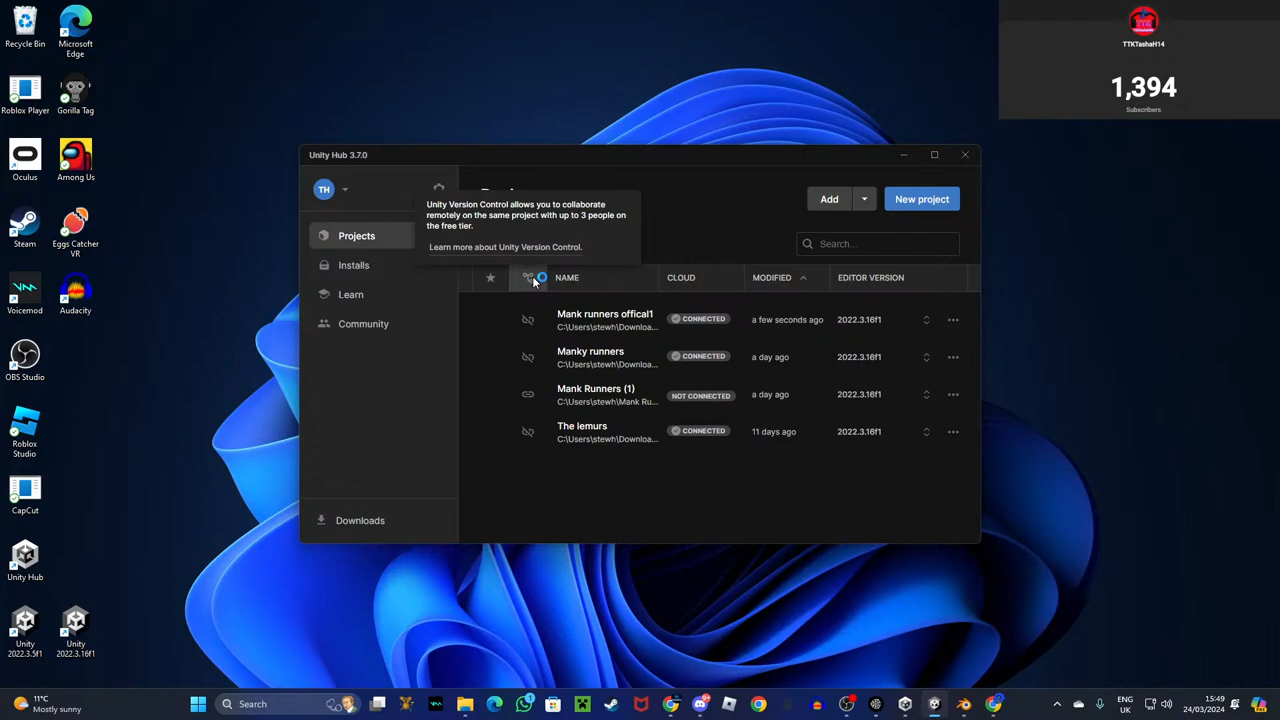 Recycle Bin
Microsoft
Edge
Roblox Player
Gorilla Tag
Oculus
Among Us
Steam
Eggs Catcher
VR
Voicemod
Audacity
OBS Studio
Roblox
Studio
CapCut
Unity Hub
Unity
2022.3.5f1
Unity
2022.3.16f1
TTK
TTKTashaH14
1,394
Subscribers
Unity Hub 3.7.0
TH
Projects
Installs
Learn
Community
Downloads
Unity Version Control allows you to collaborate
remotely on the same project with up to 3 people on
the free tier.
Learn more about Unity Version Control.
Add
New project
Search...
NAME
CLOUD
MODIFIED
EDITOR VERSION
Mank runners offical1
C:\Users\stewh\Downloa...
CONNECTED
a few seconds ago
2022.3.16f1
Manky runners
C:\Users\stewh\Downloa...
CONNECTED
a day ago
2022.3.16f1
Mank Runners (1)
C:\Users\stewh\Mank Ru...
NOT CONNECTED
a day ago
2022.3.16f1
The lemurs
C:\Users\stewh\Downloa...
CONNECTED
11 days ago
2022.3.16f1
11°C
Mostly sunny
Search
1
9+
ENG
UK
15:49
24/03/2024